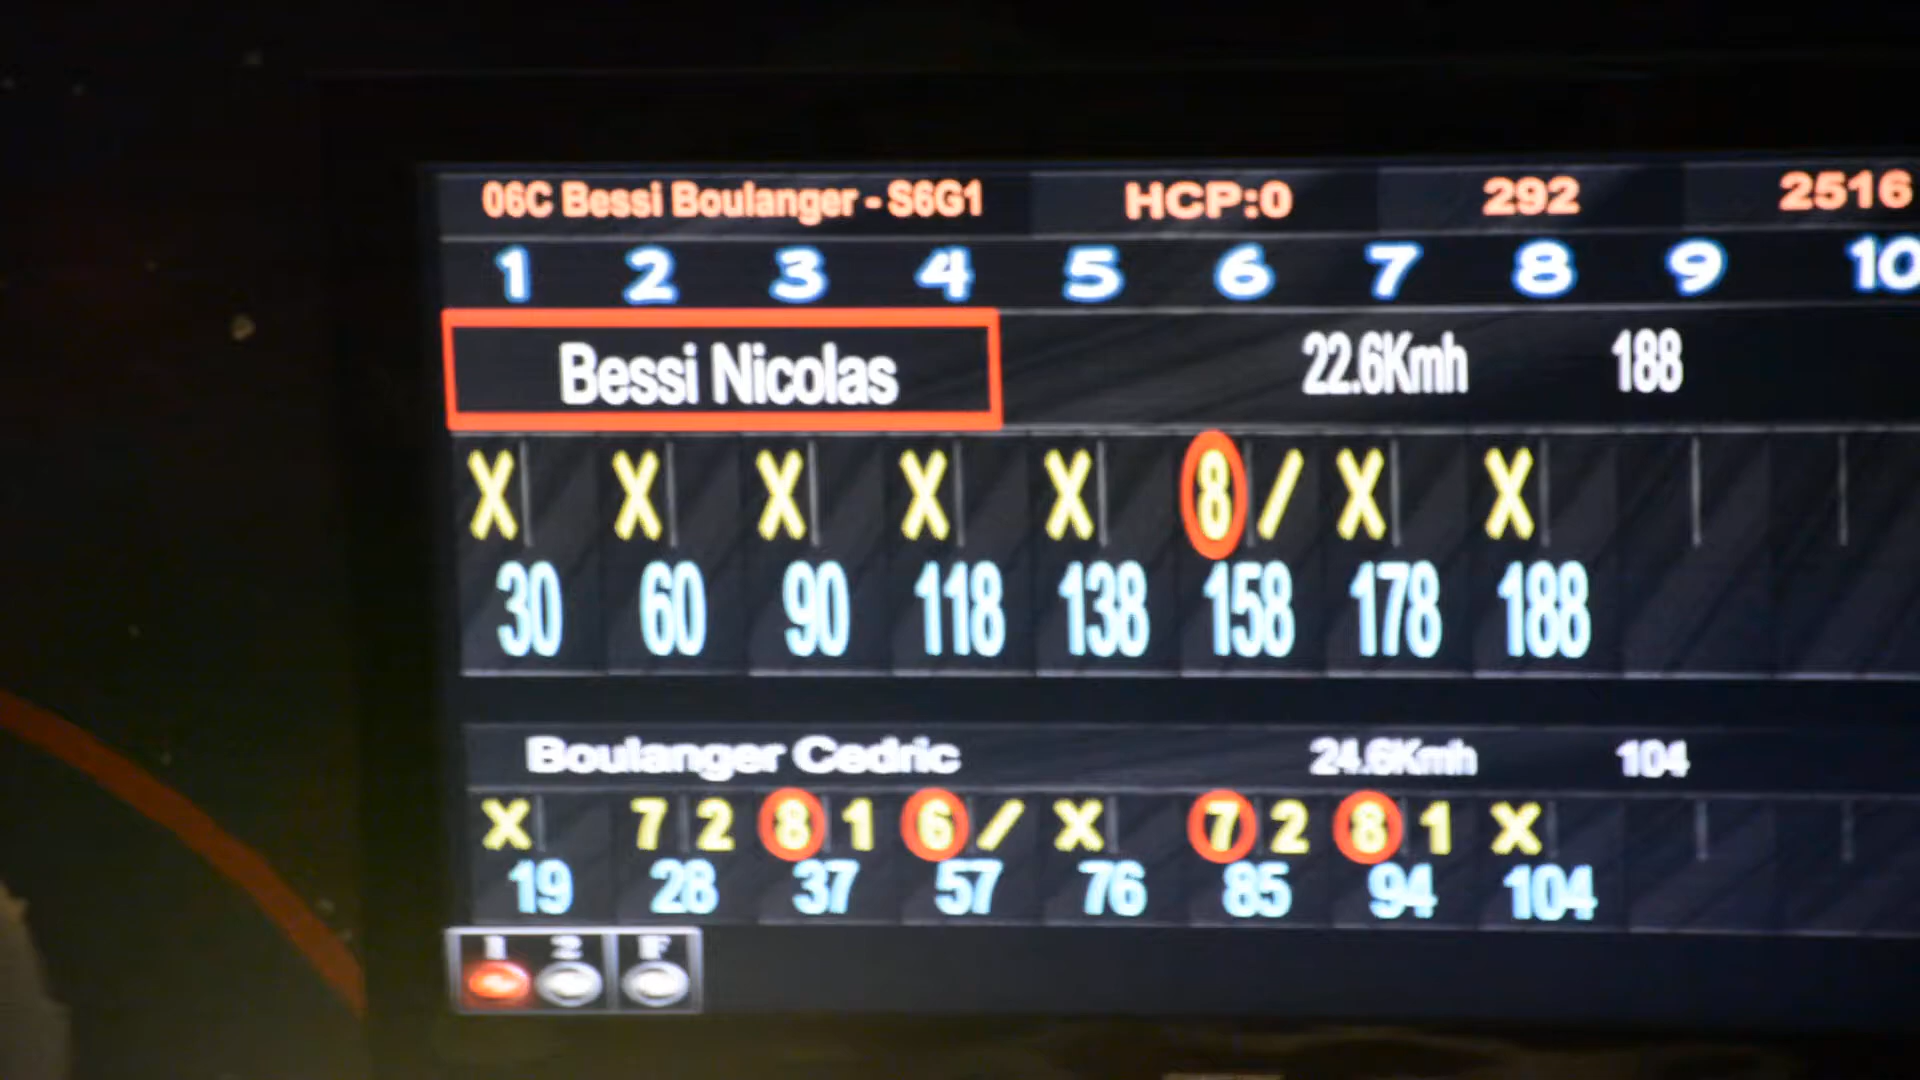 06C Bessi Boulanger - S6G1 HCP:0 292 2516
1 2 3 4 5 6 7 8 9 10
Bessi Nicolas 22.6Kmh 188
X X X X X 8 / X X
30 60 90 118 138 158 178 188
Boulanger Cedric 24.6Kmh 104
X 7 2 8 1 6 / X 7 2 8 1 X
19 28 37 57 76 85 94 104
1 2 F